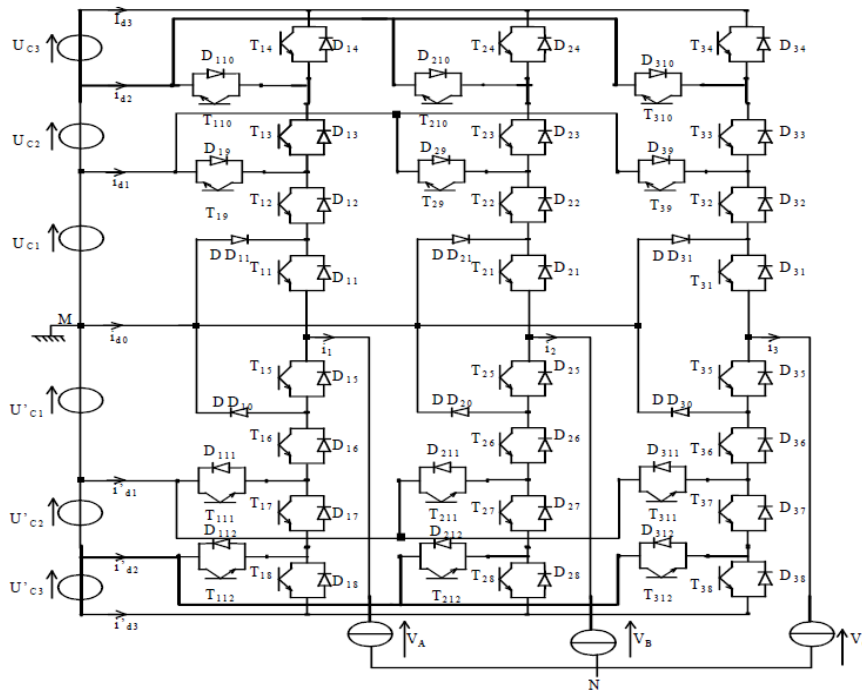 i_d3
U_C3
T_14 D_14 T_24 D_24 T_34 D_34
D_110 D_210 D_310
i_d2
T_110 T_210 T_310
U_C2
T_13 D_13 T_23 D_23 T_33 D_33
D_19 D_29 D_39
i_d1
T_19 T_29 T_39
T_12 D_12 T_22 D_22 T_32 D_32
U_C1
DD_11 DD_21 DD_31
T_11 D_11 T_21 D_21 T_31 D_31
M
i_d0
i_1 i_2 i_3
T_15 D_15 T_25 D_25 T_35 D_35
U'_C1
DD_10 DD_20 DD_30
T_16 D_16 T_26 D_26 T_36 D_36
D_111 D_211 D_311
i'_d1
T_111 T_211 T_311
T_17 D_17 T_27 D_27 T_37 D_37
U'_C2
D_112 D_212 D_312
i'_d2
T_18 D_18 T_28 D_28 T_38 D_38
U'_C3
T_112 T_212 T_312
i'_d3
V_A V_B V
N